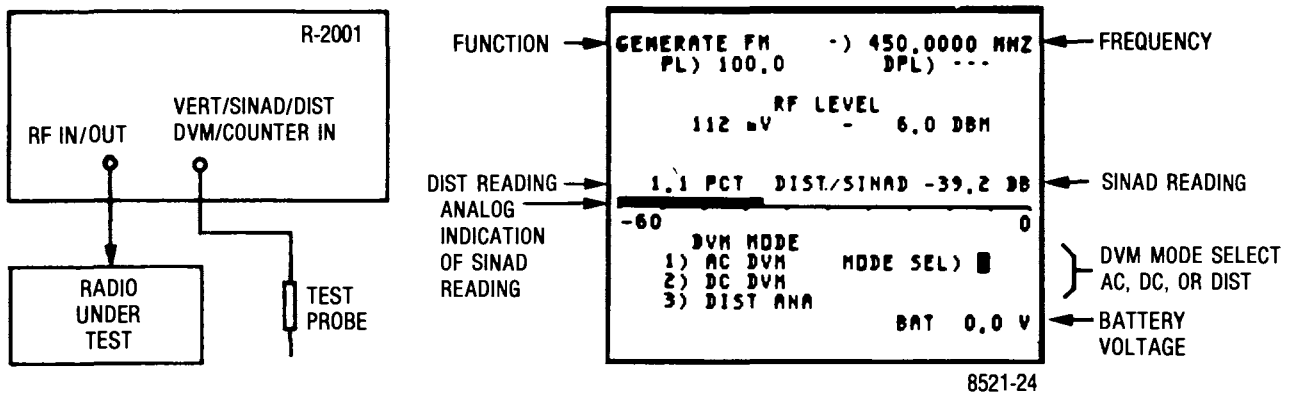 R-2001
VERT/SINAD/DIST
DVM/COUNTER IN
RF IN/OUT
RADIO
UNDER
TEST
TEST
PROBE
FUNCTION
GENERATE FM -) 450.0000 MHZ
FREQUENCY
PL) 100.0 DPL) ---
RF LEVEL
112 mV - 6.0 DBM
DIST READING
1.1 PCT DIST/SINAD -39.2 DB
SINAD READING
ANALOG
INDICATION
OF SINAD
READING
-60 0
DVM MODE
1) AC DVM MODE SEL)
2) DC DVM
3) DIST ANA
DVM MODE SELECT
AC, DC, OR DIST
BAT 0.0 V
BATTERY
VOLTAGE
8521-24